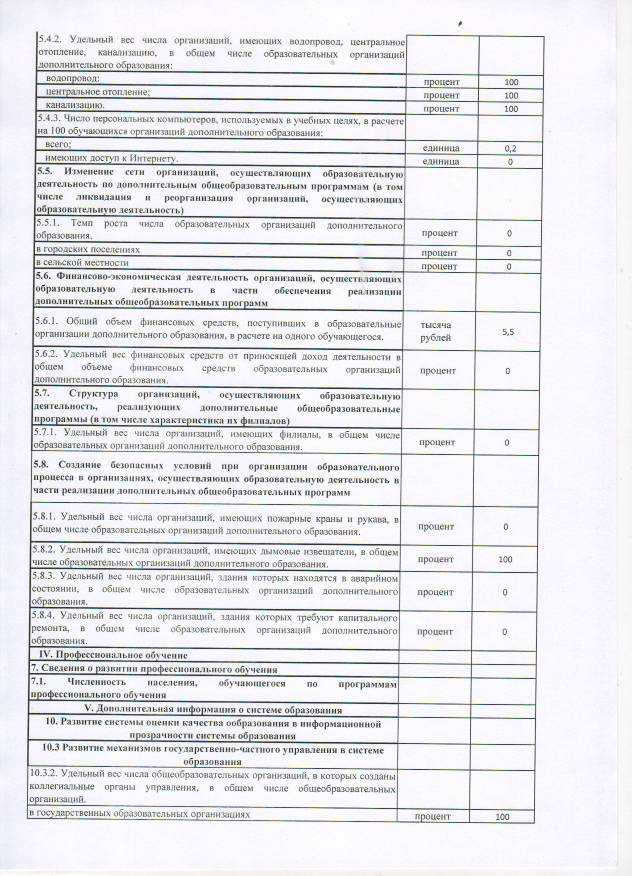 5.4.2. Удельный вес числа организаций, имеющих водопровод, центральное
отопление, канализацию, в общем числе образовательных организаций
дополнительного образования:
водопровод; процент 100
центральное отопление; процент 100
канализацию. процент 100
5.4.3. Число персональных компьютеров, используемых в учебных целях, в расчете
на 100 обучающихся организаций дополнительного образования:
всего; единица 0,2
имеющих доступ к Интернету. единица 0
5.5. Изменение сети организаций, осуществляющих образовательную
деятельность по дополнительным общеобразовательным программам (в том
числе ликвидация и реорганизация организаций, осуществляющих
образовательную деятельность)
5.5.1. Темп роста числа образовательных организаций дополнительного
образования. процент 0
в городских поселениях процент 0
в сельской местности процент 0
5.6. Финансово-экономическая деятельность организаций, осуществляющих
образовательную деятельность в части обеспечения реализации
дополнительных общеобразовательных программ
5.6.1. Общий объем финансовых средств, поступивших в образовательные тысяча
организации дополнительного образования, в расчете на одного обучающегося. рублей 5,5
5.6.2. Удельный вес финансовых средств от приносящей доход деятельности в
общем объеме финансовых средств образовательных организаций процент 0
дополнительного образования.
5.7. Структура организаций, осуществляющих образовательную
деятельность, реализующих дополнительные общеобразовательные
программы (в том числе характеристика их филиалов)
5.7.1. Удельный вес числа организаций, имеющих филиалы, в общем числе
образовательных организаций дополнительного образования. процент 0
5.8. Создание безопасных условий при организации образовательного
процесса в организациях, осуществляющих образовательную деятельность в
части реализации дополнительных общеобразовательных программ
5.8.1. Удельный вес числа организаций, имеющих пожарные краны и рукава, в
общем числе образовательных организаций дополнительного образования. процент 0
5.8.2. Удельный вес числа организаций, имеющих дымовые извещатели, в общем
числе образовательных организаций дополнительного образования. процент 100
5.8.3. Удельный вес числа организаций, здания которых находятся в аварийном
состоянии, в общем числе образовательных организаций дополнительного процент 0
образования.
5.8.4. Удельный вес числа организаций, здания которых требуют капитального
ремонта, в общем числе образовательных организаций дополнительного процент 0
образования.
IV. Профессиональное обучение
7. Сведения о развитии профессионального обучения
7.1. Численность населения, обучающегося по программам
профессионального обучения
V. Дополнительная информация о системе образования
10. Развитие системы оценки качества ообразования в информационной
прозрачности системы образования
10.3 Развитие механизмов государственно-частного управления в системе
образования
10.3.2. Удельный вес числа общеобразовательных организаций, в которых созданы
коллегиальные органы управления, в общем числе общеобразовательных
организаций.
в государственных образовательных организациях процент 100